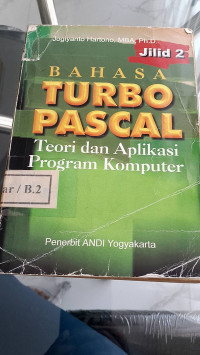 Jogiyanto Hartono, MBA, Ph.D.
Jilid 2
BAHASA
TURBO
PASCAL
Teori dan Aplikasi
Program Komputer
ar / B.2
Penerbit ANDI Yogyakarta